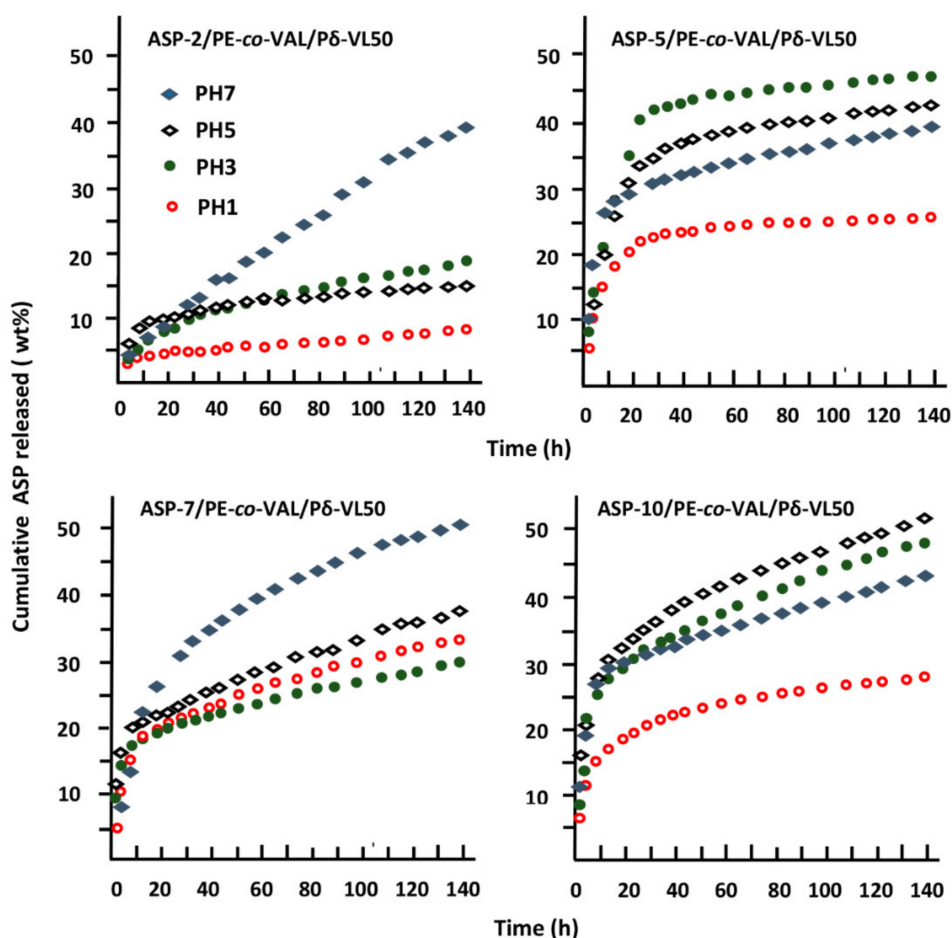 ASP-2/PE-co-VAL/Pδ-VL50
50
40
30
20
10
PH7
PH5
PH3
PH1
0 20 40 60 80 100 120 140
ASP-5/PE-co-VAL/Pδ-VL50
50
40
30
20
10
0 20 40 60 80 100 120 140
Time (h)
Cumulative ASP released ( wt%)
ASP-7/PE-co-VAL/Pδ-VL50
50
40
30
20
10
0 20 40 60 80 100 120 140
ASP-10/PE-co-VAL/Pδ-VL50
50
40
30
20
10
0 20 40 60 80 100 120 140
Time (h)